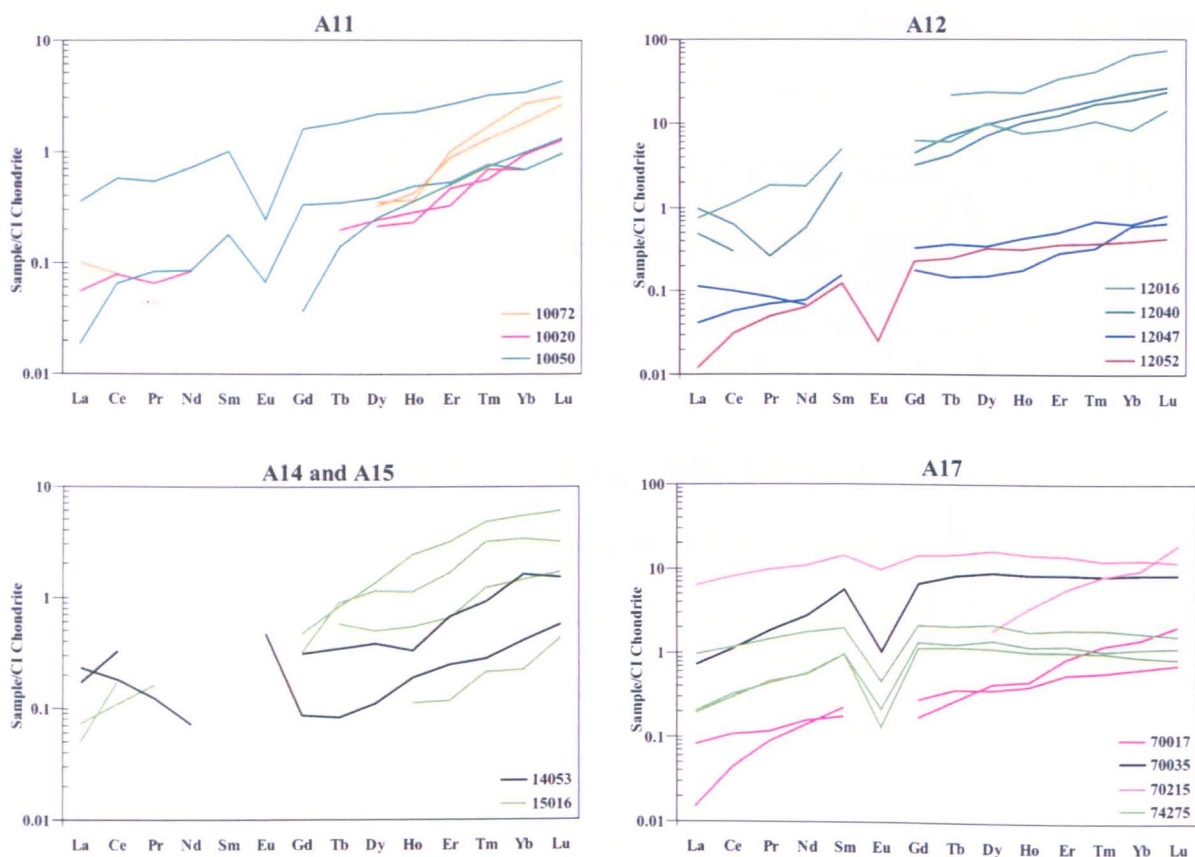 A11
Sample/CI Chondrite
10
1
0.1
0.01
La Ce Pr Nd Sm Eu Gd Tb Dy Ho Er Tm Yb Lu
10072
10020
10050
A12
Sample/CI Chondrite
100
10
1
0.1
0.01
La Ce Pr Nd Sm Eu Gd Tb Dy Ho Er Tm Yb Lu
12016
12040
12047
12052
A14 and A15
Sample/CI Chondrite
10
1
0.1
0.01
La Ce Pr Nd Sm Eu Gd Tb Dy Ho Er Tm Yb Lu
14053
15016
A17
Sample/CI Chondrite
100
10
1
0.1
0.01
La Ce Pr Nd Sm Eu Gd Tb Dy Ho Er Tm Yb Lu
70017
70035
70215
74275